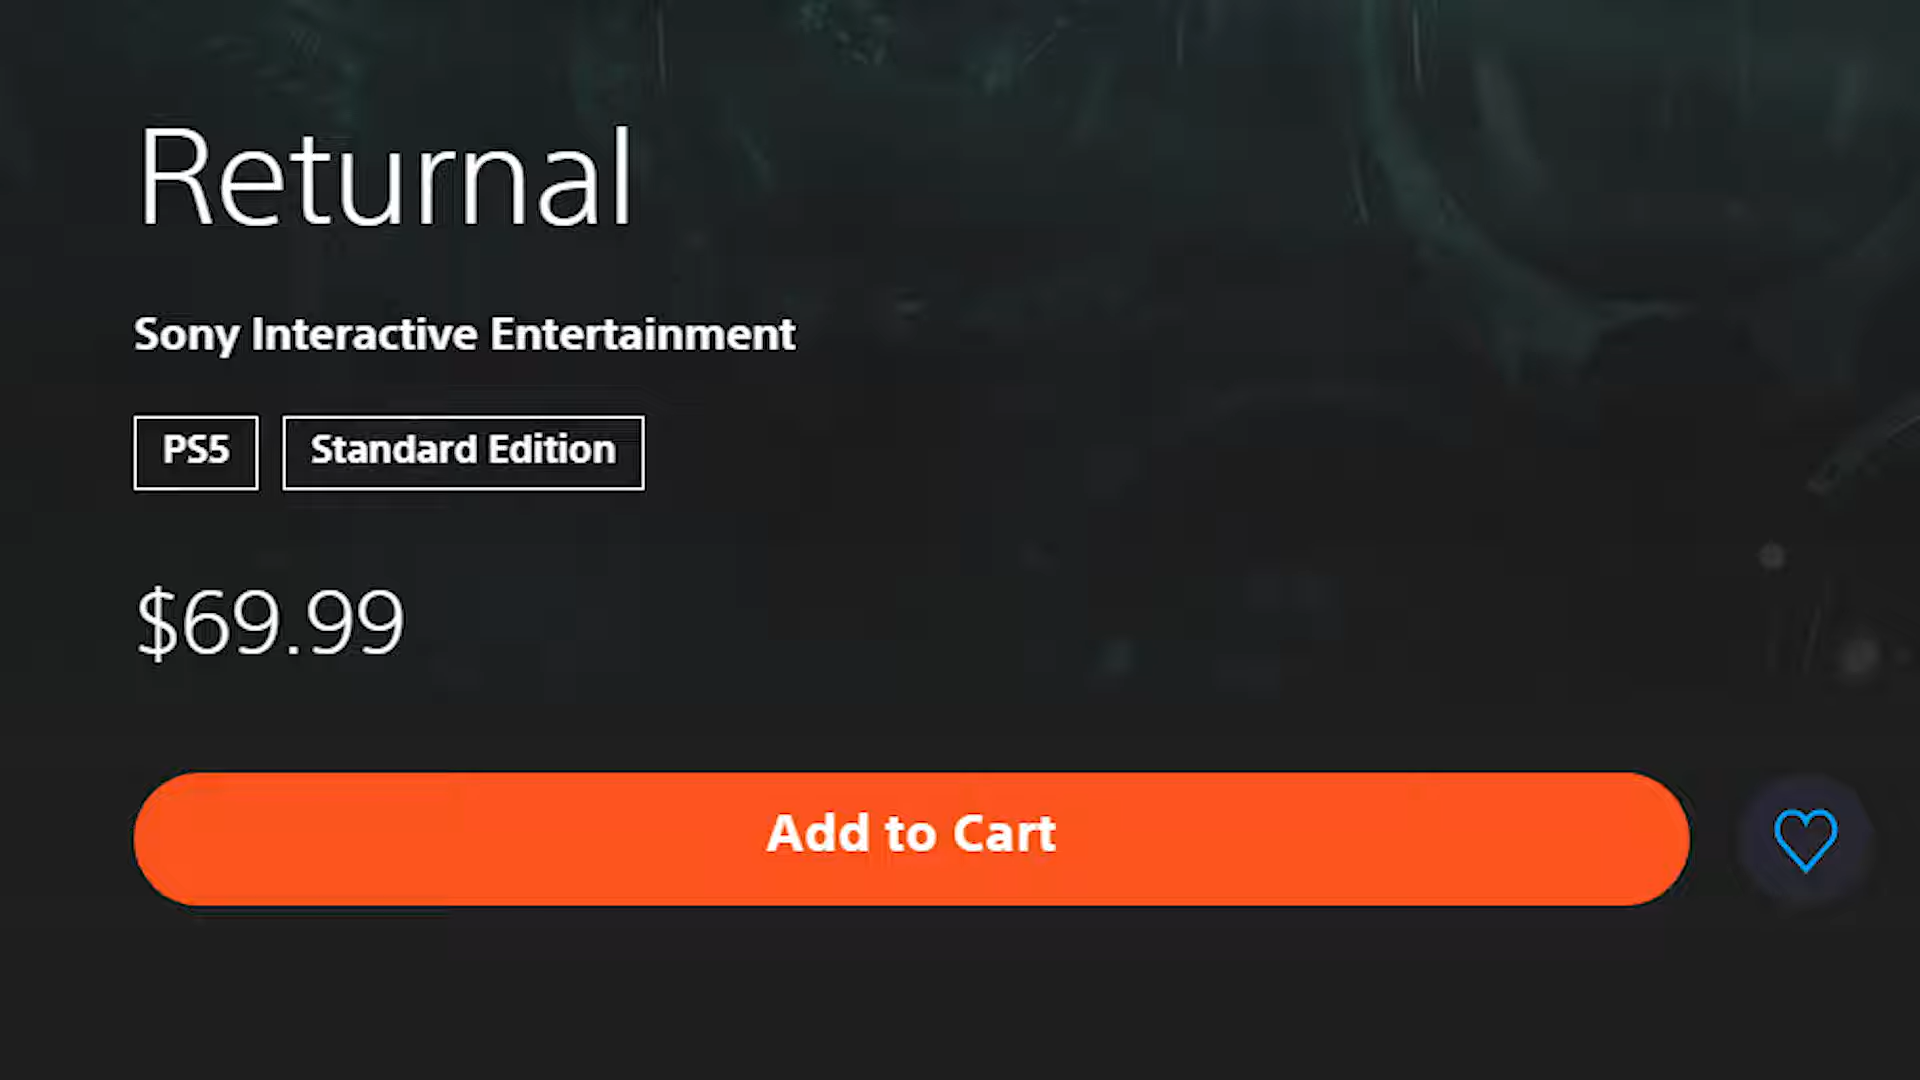 Returnal
Sony Interactive Entertainment
PS5 Standard Edition
$69.99
Add to Cart